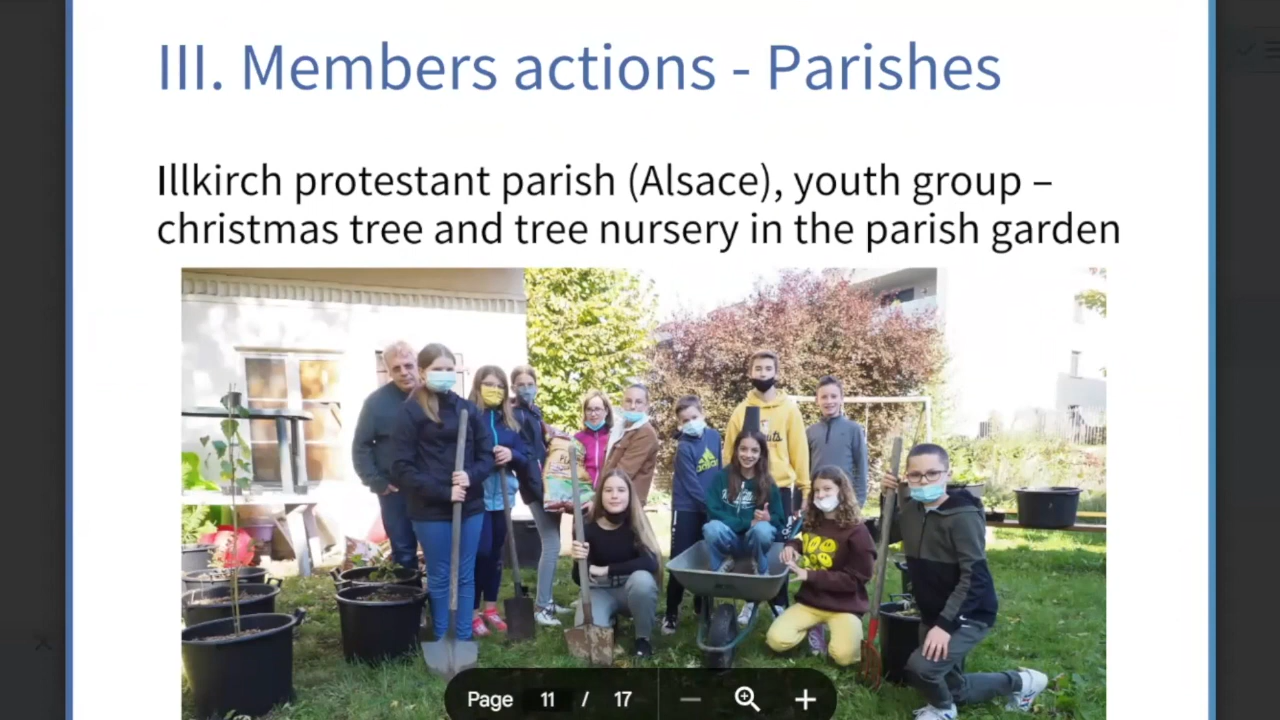 III. Members actions - Parishes
Illkirch protestant parish (Alsace), youth group –
christmas tree and tree nursery in the parish garden
adidas
Page 11 / 17